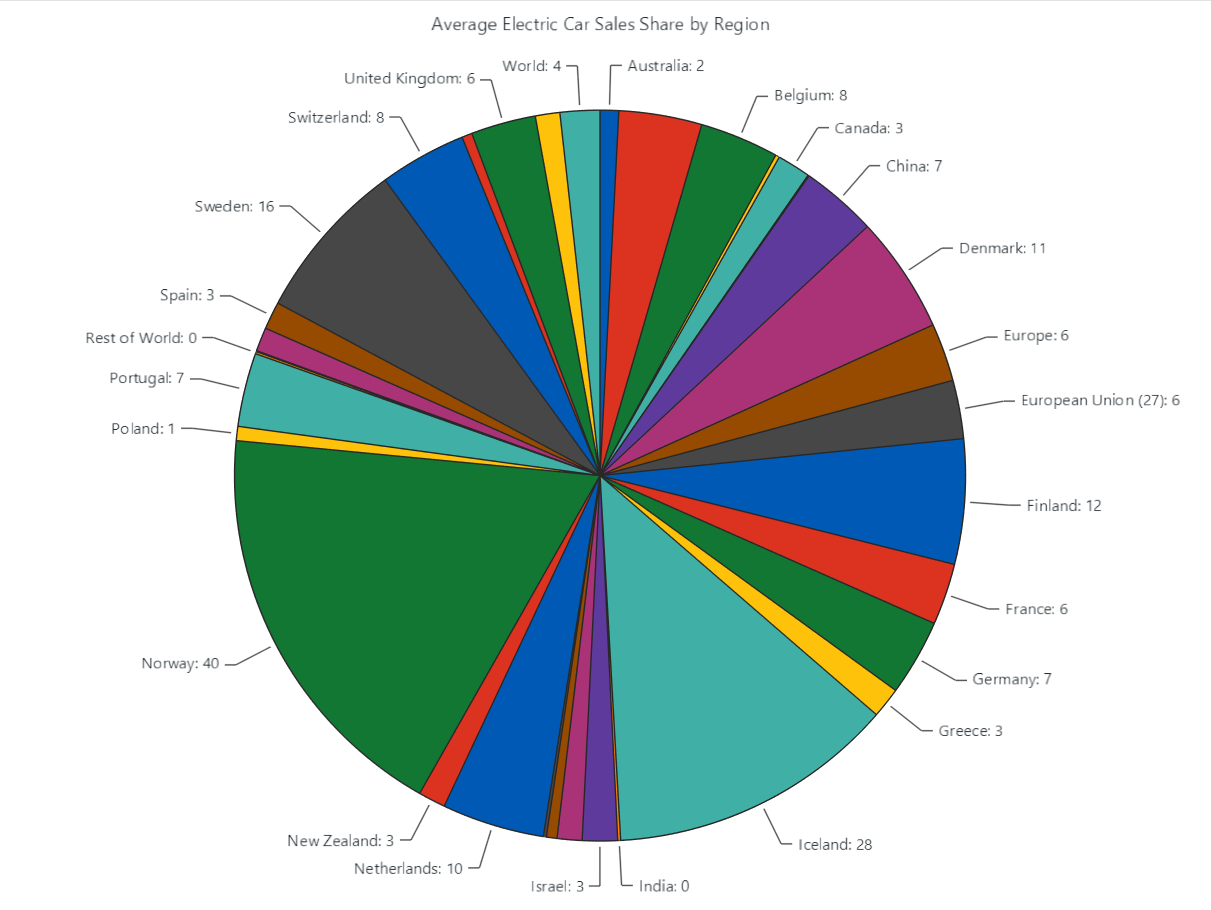 Average Electric Car Sales Share by Region
World: 4
Australia: 2
United Kingdom: 6
Belgium: 8
Switzerland: 8
Canada: 3
China: 7
Sweden: 16
Denmark: 11
Spain: 3
Europe: 6
Rest of World: 0
Portugal: 7
European Union (27): 6
Poland: 1
Finland: 12
France: 6
Norway: 40
Germany: 7
Greece: 3
New Zealand: 3
Iceland: 28
Netherlands: 10
Israel: 3
India: 0